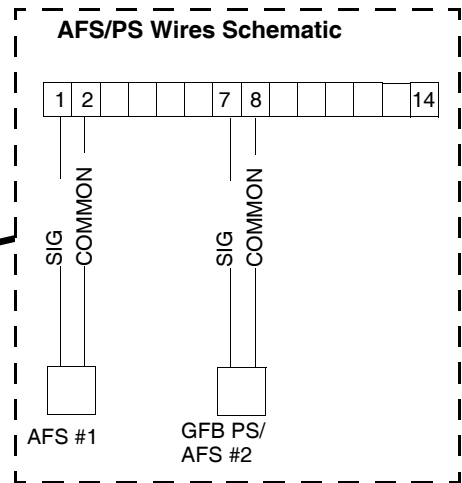 AFS/PS Wires Schematic
1 2 7 8 14
SIG
COMMON
SIG
COMMON
AFS #1
GFB PS/
AFS #2